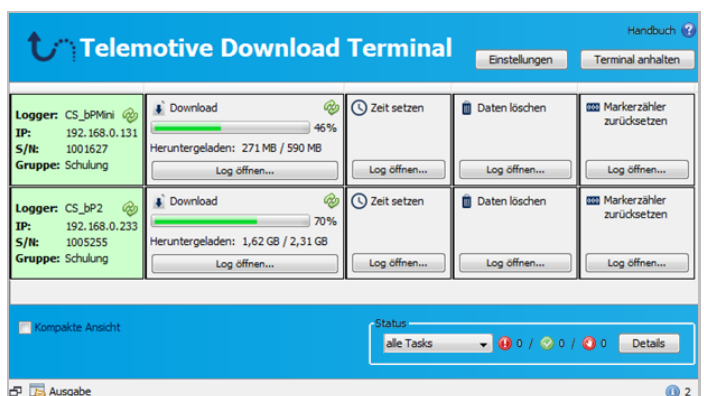 Handbuch
Telemotive Download Terminal
Einstellungen
Terminal anhalten
Logger: CS_bPMini
IP: 192.168.0.131
S/N: 1001627
Gruppe: Schulung
Download
46%
Heruntergeladen: 271 MB / 590 MB
Log öffnen...
Zeit setzen
Log öffnen...
Daten löschen
Log öffnen...
Markerzähler
zurücksetzen
Log öffnen...
Logger: CS_bP2
IP: 192.168.0.233
S/N: 1005255
Gruppe: Schulung
Download
70%
Heruntergeladen: 1,62 GB / 2,31 GB
Log öffnen...
Zeit setzen
Log öffnen...
Daten löschen
Log öffnen...
Markerzähler
zurücksetzen
Log öffnen...
Kompakte Ansicht
Status
alle Tasks
0 / 0 / 0
Details
Ausgabe
2